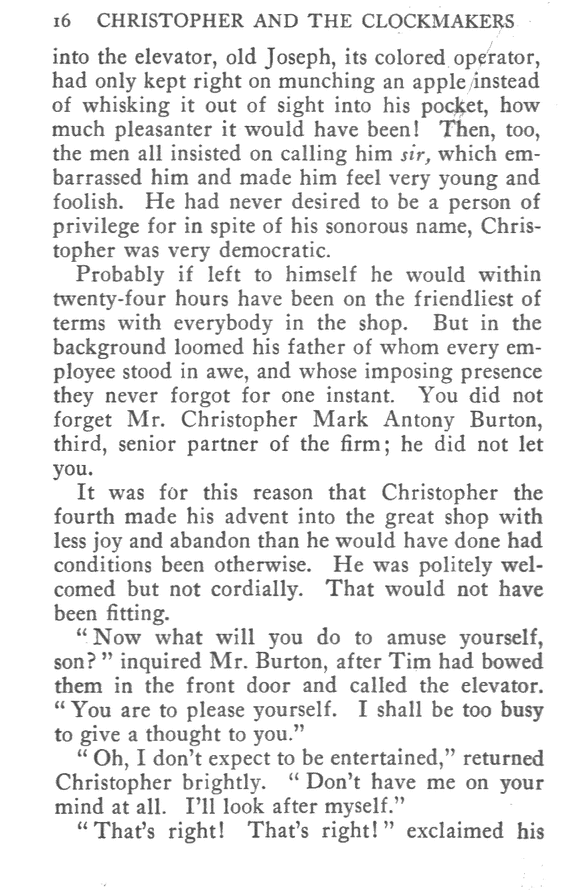 16 CHRISTOPHER AND THE CLOCKMAKERS
into the elevator, old Joseph, its colored operator,
had only kept right on munching an apple instead
of whisking it out of sight into his pocket, how
much pleasanter it would have been! Then, too,
the men all insisted on calling him sir, which em-
barrassed him and made him feel very young and
foolish. He had never desired to be a person of
privilege for in spite of his sonorous name, Chris-
topher was very democratic.
Probably if left to himself he would within
twenty-four hours have been on the friendliest of
terms with everybody in the shop. But in the
background loomed his father of whom every em-
ployee stood in awe, and whose imposing presence
they never forgot for one instant. You did not
forget Mr. Christopher Mark Antony Burton,
third, senior partner of the firm; he did not let
you.
It was for this reason that Christopher the
fourth made his advent into the great shop with
less joy and abandon than he would have done had
conditions been otherwise. He was politely wel-
comed but not cordially. That would not have
been fitting.
“Now what will you do to amuse yourself,
son?” inquired Mr. Burton, after Tim had bowed
them in the front door and called the elevator.
“You are to please yourself. I shall be too busy
to give a thought to you.”
“Oh, I don't expect to be entertained,” returned
Christopher brightly. “Don't have me on your
mind at all. I'll look after myself.”
“That's right! That's right!” exclaimed his